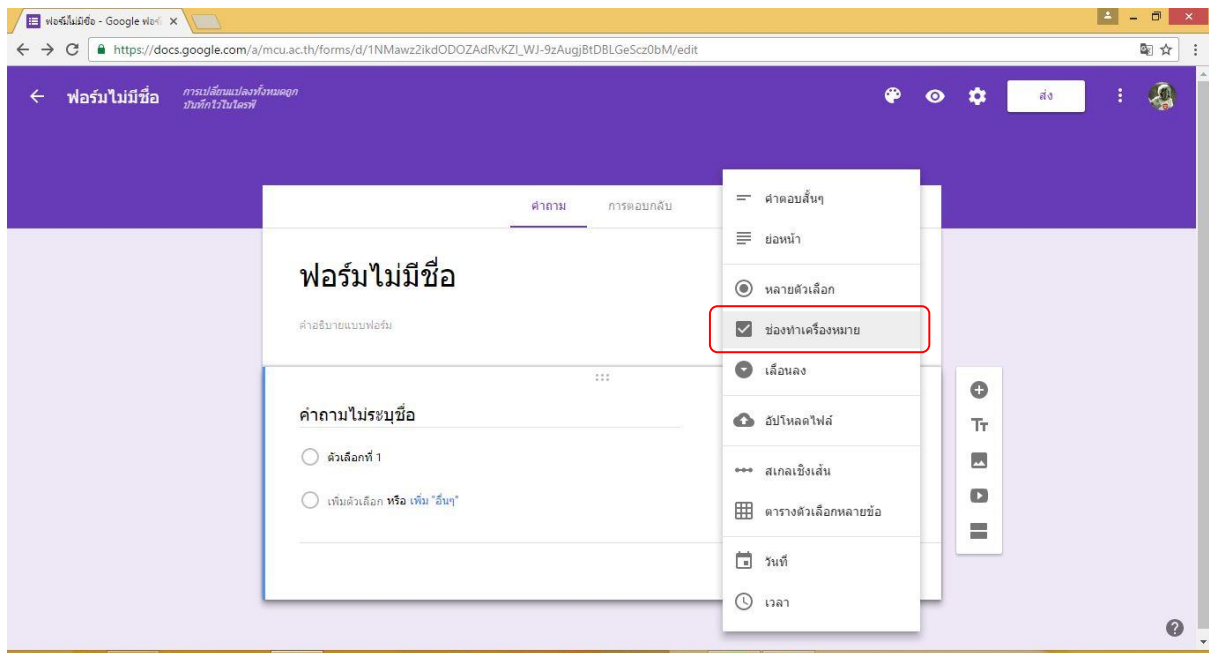 ฟอร์มไม่มีชื่อ - Google ฟอร์
https://docs.google.com/a/mcu.ac.th/forms/d/1NMawz2ikdODOZAdRvKZI_WJ-9zAugjBtDBLGeScz0bM/edit
ฟอร์มไม่มีชื่อ
การเปลี่ยนแปลงทั้งหมดถูก
บันทึกไว้ในไดรฟ์
ส่ง
คำถาม
การตอบกลับ
ฟอร์มไม่มีชื่อ
คำอธิบายแบบฟอร์ม
คำถามไม่ระบุชื่อ
ตัวเลือกที่ 1
เพิ่มตัวเลือก หรือ เพิ่ม "อื่นๆ"
คำตอบสั้นๆ
ย่อหน้า
หลายตัวเลือก
ช่องทำเครื่องหมาย
เลื่อนลง
อัปโหลดไฟล์
สเกลเชิงเส้น
ตารางตัวเลือกหลายข้อ
วันที่
เวลา
Tт